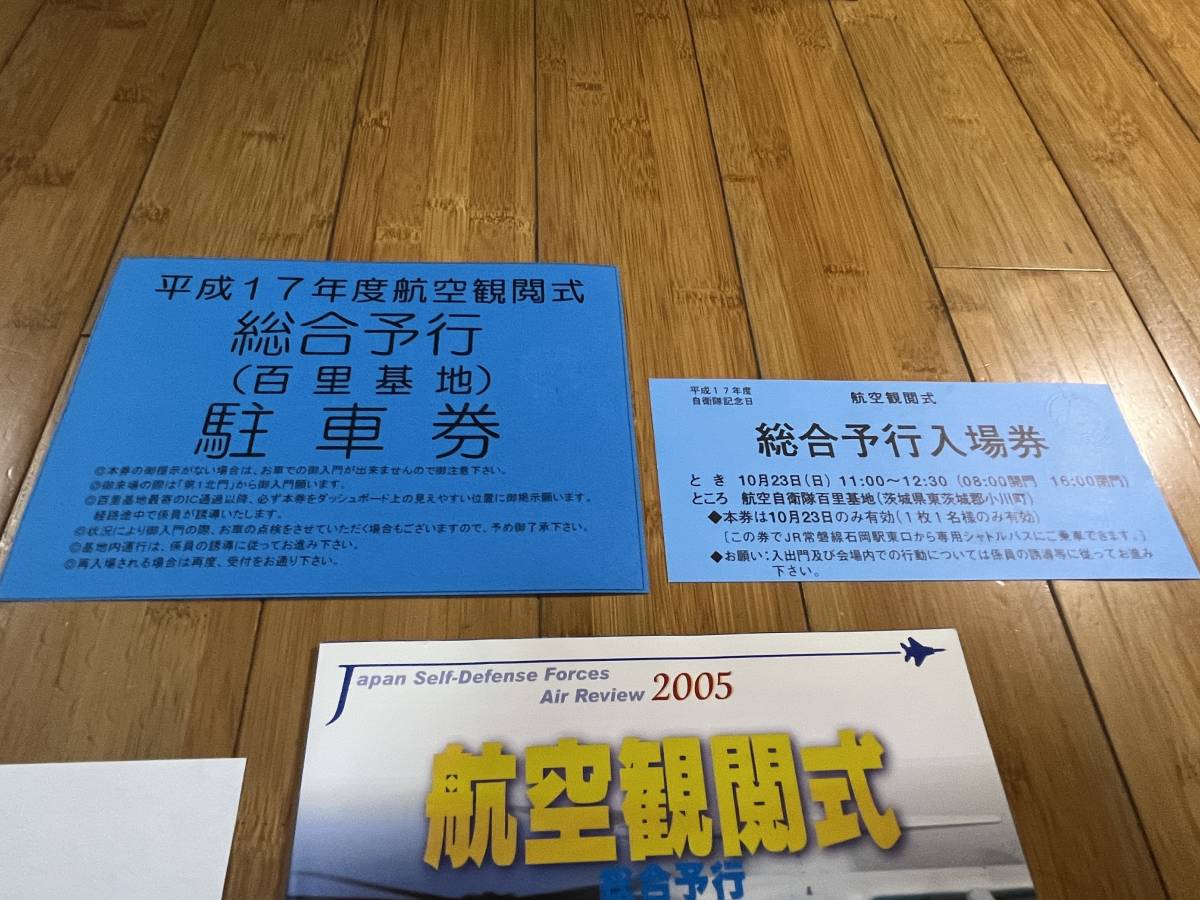 平成17年度航空観閲式
総合予行
(百里基地)
駐車券
◎本券の御提示がない場合は、お車での御入門が出来ませんので御注意下さい。
◎御来場の際は「第1北門」から御入門願います。
◎百里基地最寄のIC通過以降、必ず本券をダッシュボード上の見えやすい位置に御掲示願います。
経路途中で係員が誘導いたします。
◎状況により御入門の際、お車の点検をさせていただく場合もございますので、予め御了承下さい。
◎基地内運行は、係員の誘導に従ってお進み下さい。
◎再入場される場合は再度、受付をお通り下さい。
平成17年度
自衛隊記念日
航空観閲式
総合予行入場券
とき 10月23日(日) 11:00~12:30 (08:00開門 16:00閉門)
ところ 航空自衛隊百里基地(茨城県東茨城郡小川町)
◆本券は10月23日のみ有効(1枚1名様のみ有効)
〔この券でJR常磐線石岡駅東口から専用シャトルバスにご乗車できます。〕
◆お願い:入出門及び会場内での行動については係員の誘導等に従ってお進み
下さい。
Japan Self-Defense Forces
Air Review 2005
航空観閲式
総合予行